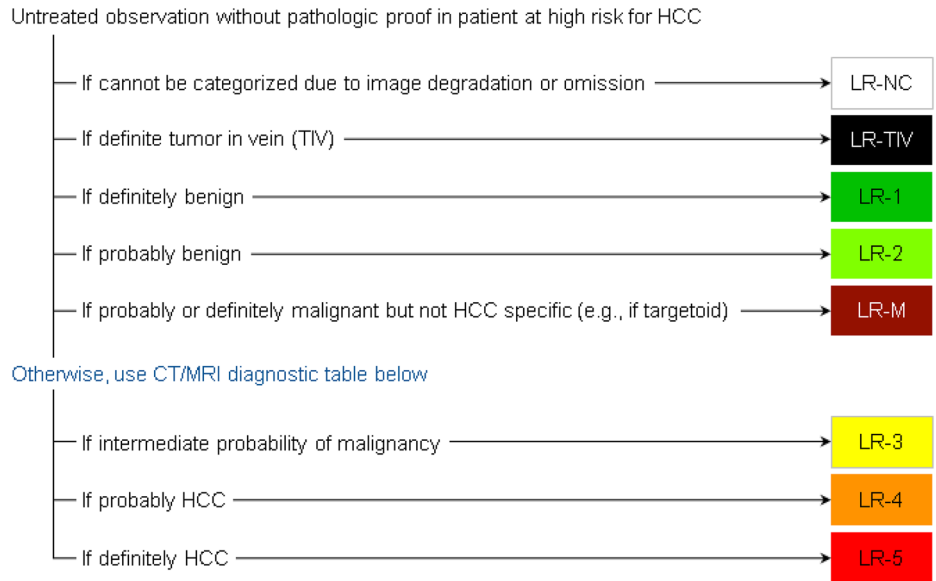 Untreated observation without pathologic proof in patient at high risk for HCC
If cannot be categorized due to image degradation or omission LR-NC
If definite tumor in vein (TIV) LR-TIV
If definitely benign LR-1
If probably benign LR-2
If probably or definitely malignant but not HCC specific (e.g., if targetoid) LR-M
Otherwise, use CT/MRI diagnostic table below
If intermediate probability of malignancy LR-3
If probably HCC LR-4
If definitely HCC LR-5